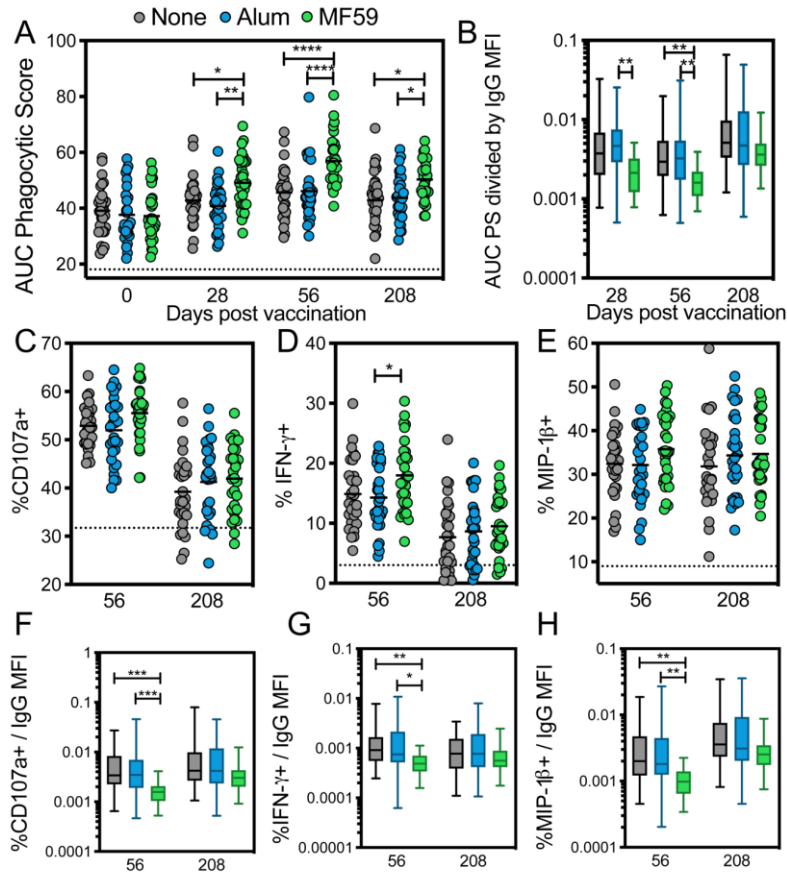 None Alum MF59
A
AUC Phagocytic Score
100
80
60
40
20
*
**
****
****
*
*
0 28 56 208
Days post vaccination
B
AUC PS divided by IgG MFI
0.1
0.01
0.001
0.0001
**
**
**
28 56 208
Days post vaccination
C
%CD107a+
70
60
50
40
30
20
56 208
D
% IFN-γ+
40
30
20
10
0
*
56 208
E
% MIP-1β+
60
50
40
30
20
10
56 208
F
%CD107a+ / IgG MFI
1
0.1
0.01
0.001
0.0001
***
***
56 208
G
%IFN-γ+ / IgG MFI
0.1
0.01
0.001
0.0001
0.00001
**
*
56 208
H
%MIP-1β+ / IgG MFI
0.1
0.01
0.001
0.0001
**
**
56 208